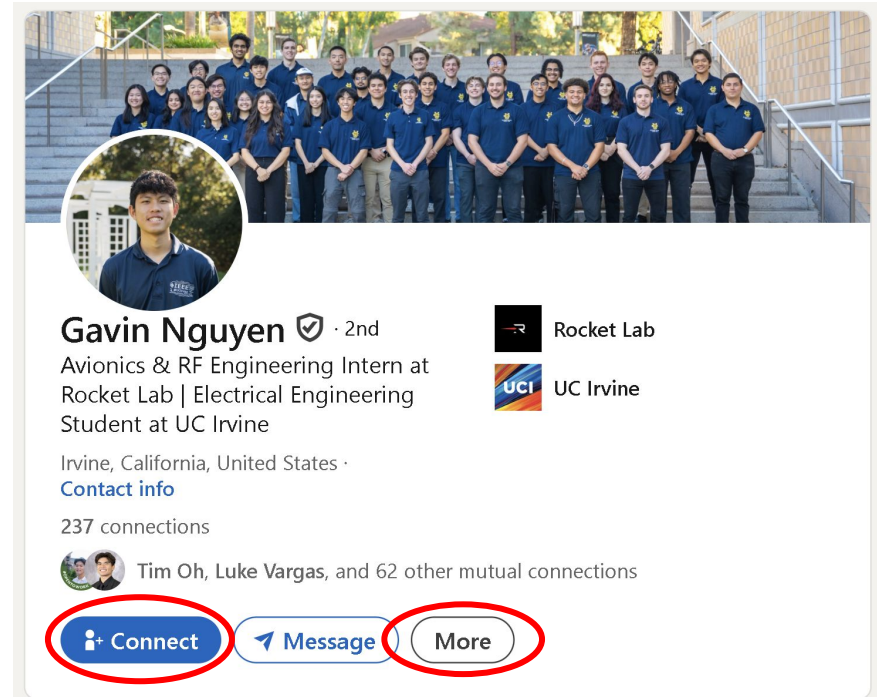 IEEE
Gavin Nguyen · 2nd
Avionics & RF Engineering Intern at
Rocket Lab | Electrical Engineering
Student at UC Irvine
Irvine, California, United States ·
Contact info
237 connections
Tim Oh, Luke Vargas, and 62 other mutual connections
Connect
Message
More
R
Rocket Lab
UCI
UC Irvine